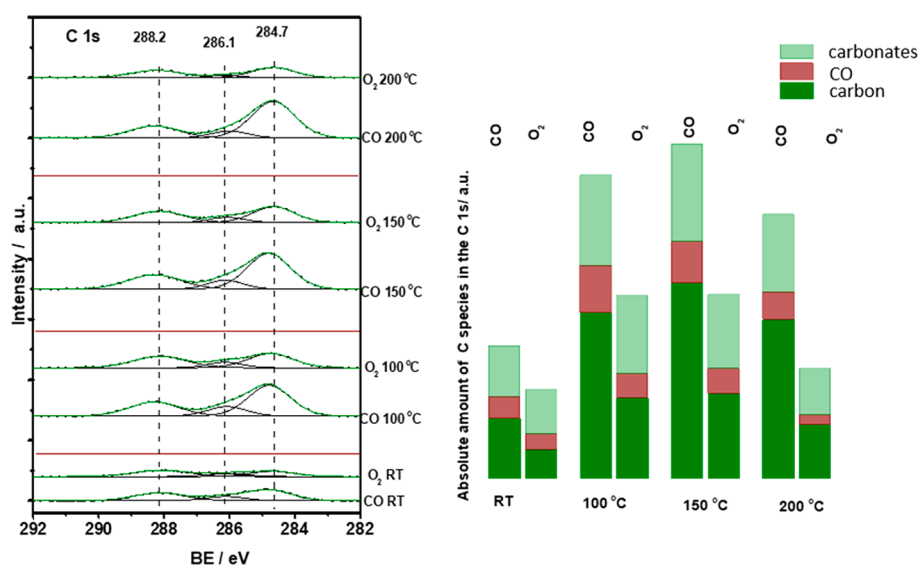 C 1s
288.2
286.1
284.7
O2 200 °C
CO 200 °C
O2 150 °C
CO 150 °C
O2 100 °C
CO 100 °C
O2 RT
CO RT
Intensity / a.u.
292
290
288
286
284
282
BE / eV
carbonates
CO
carbon
CO
O2
CO
O2
CO
O2
CO
O2
Absolute amount of C species in the C 1s/ a.u.
RT
100 °C
150 °C
200 °C